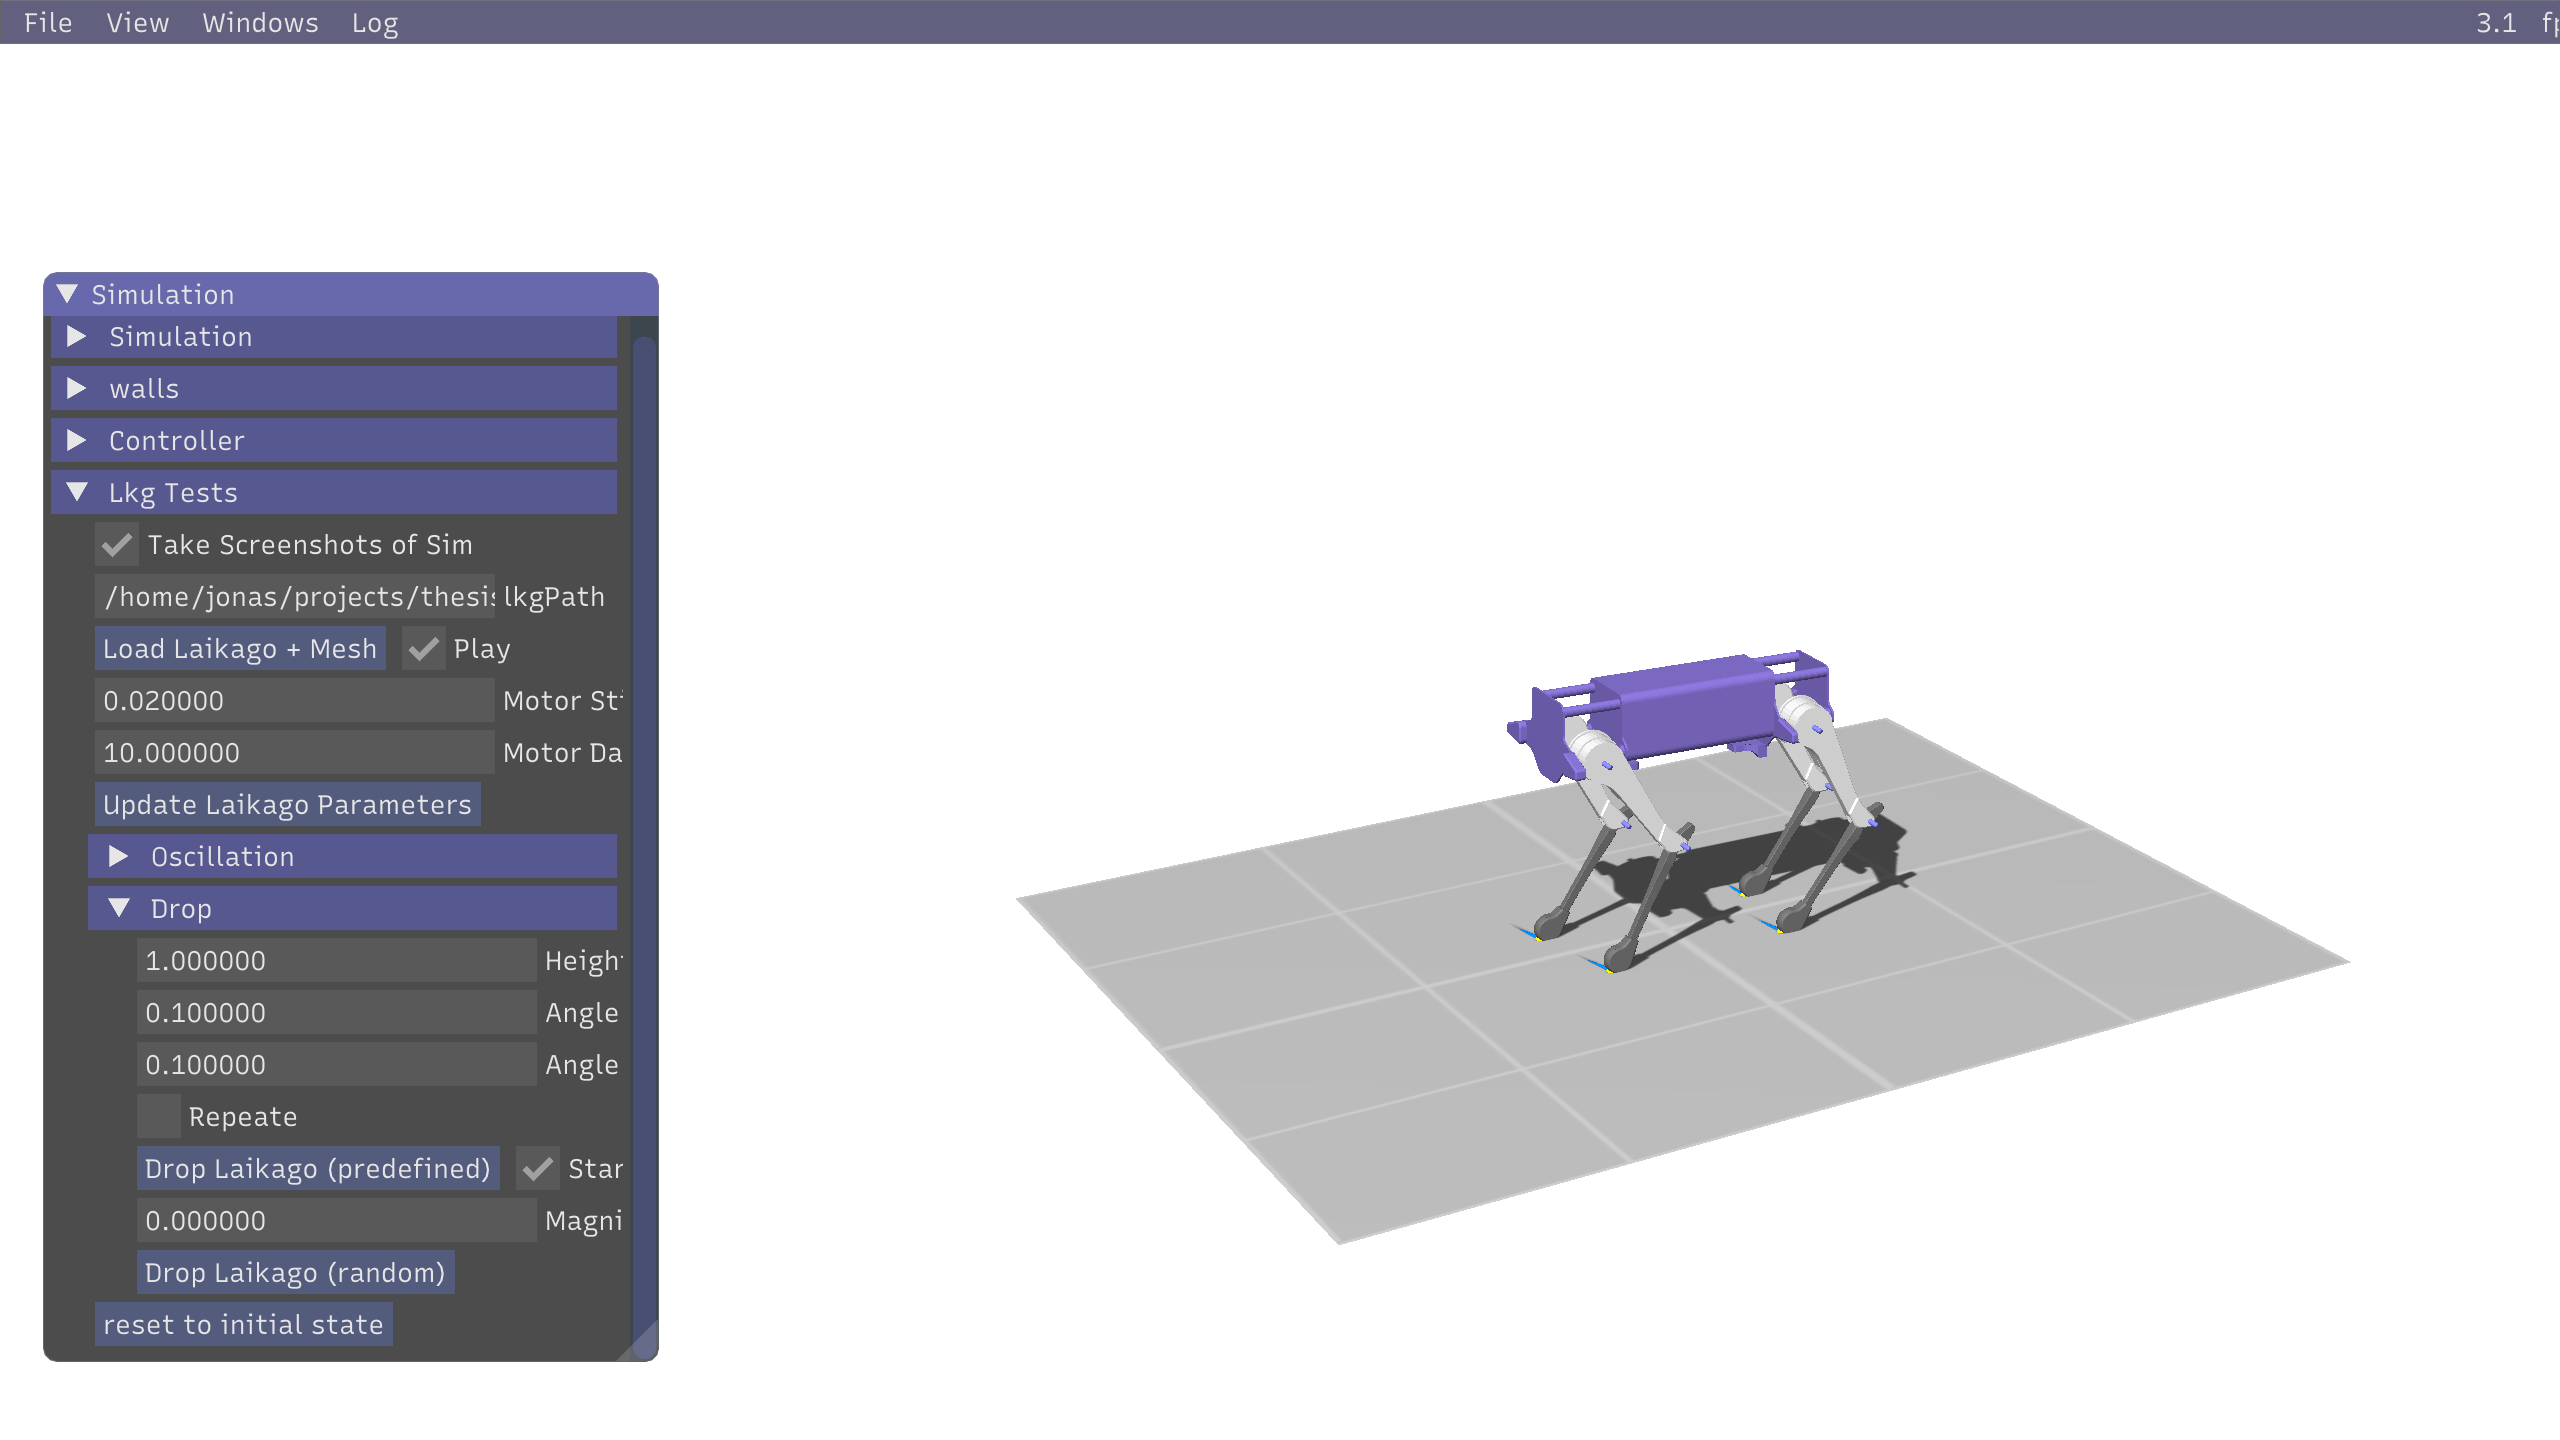 File View Windows Log 3.1
Simulation
Simulation
walls
Controller
Lkg Tests
Take Screenshots of Sim
/home/jonas/projects/thesis lkgPath
Load Laikago + Mesh Play
0.020000 Motor
10.000000 Motor Da
Update Laikago Parameters
Oscillation
Drop
1.000000
0.100000 Angle
0.100000 Angle
Repeate
Drop Laikago (predefined)
0.000000 Magni
Drop Laikago (random)
reset to initial state